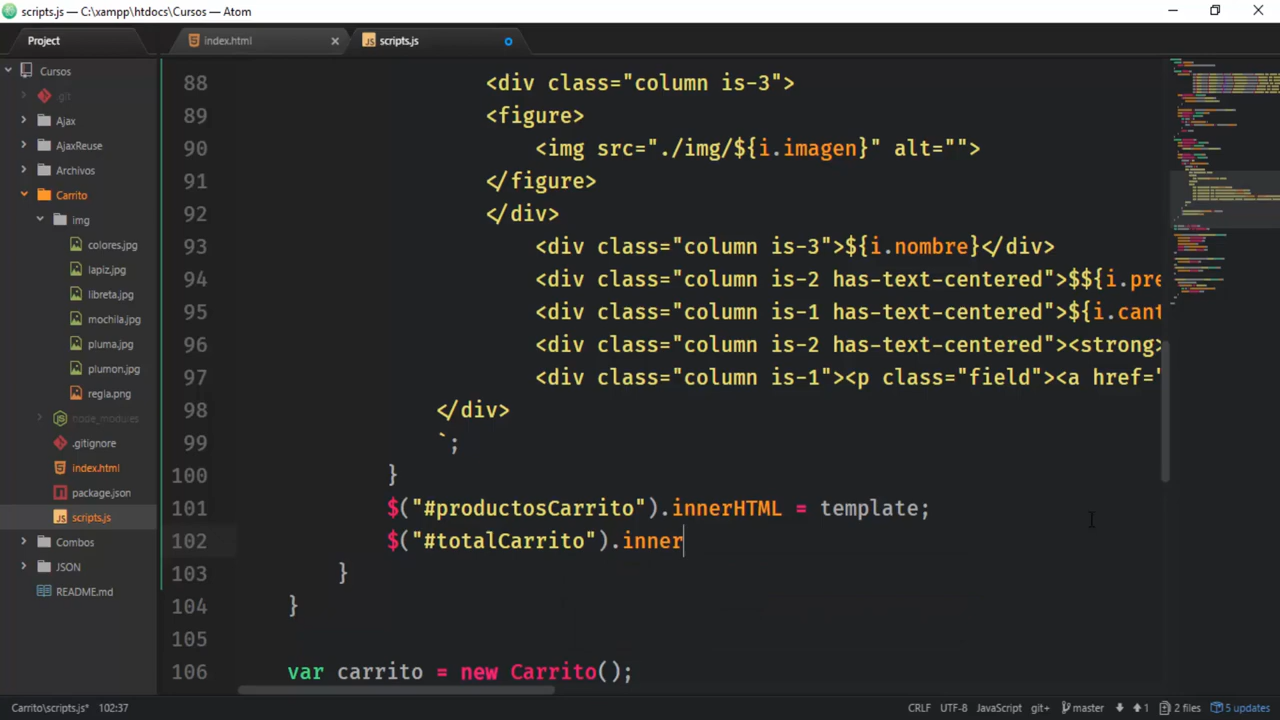 scripts.js — C:\xampp\htdocs\Cursos — Atom
Project
index.html
scripts.js
Cursos
.git
Ajax
AjaxReuse
Archivos
Carrito
img
colores.jpg
lapiz.jpg
libreta.jpg
mochila.jpg
pluma.jpg
plumon.jpg
regla.png
node_modules
.gitignore
index.html
package.json
scripts.js
Combos
JSON
README.md
88 <div class="column is-3">
89 <figure>
90 <img src="./img/${i.imagen}" alt="">
91 </figure>
92 </div>
93 <div class="column is-3">${i.nombre}</div>
94 <div class="column is-2 has-text-centered">$${i.pre
95 <div class="column is-1 has-text-centered">${i.cant
96 <div class="column is-2 has-text-centered"><strong>
97 <div class="column is-1"><p class="field"><a href="
98 </div>
99 `;
100 }
101 $("#productosCarrito").innerHTML = template;
102 $("#totalCarrito").inner
103 }
104 }
105
106 var carrito = new Carrito();
Carrito\scripts.js* 102:37
CRLF UTF-8 JavaScript git+ master 1 2 files 5 updates